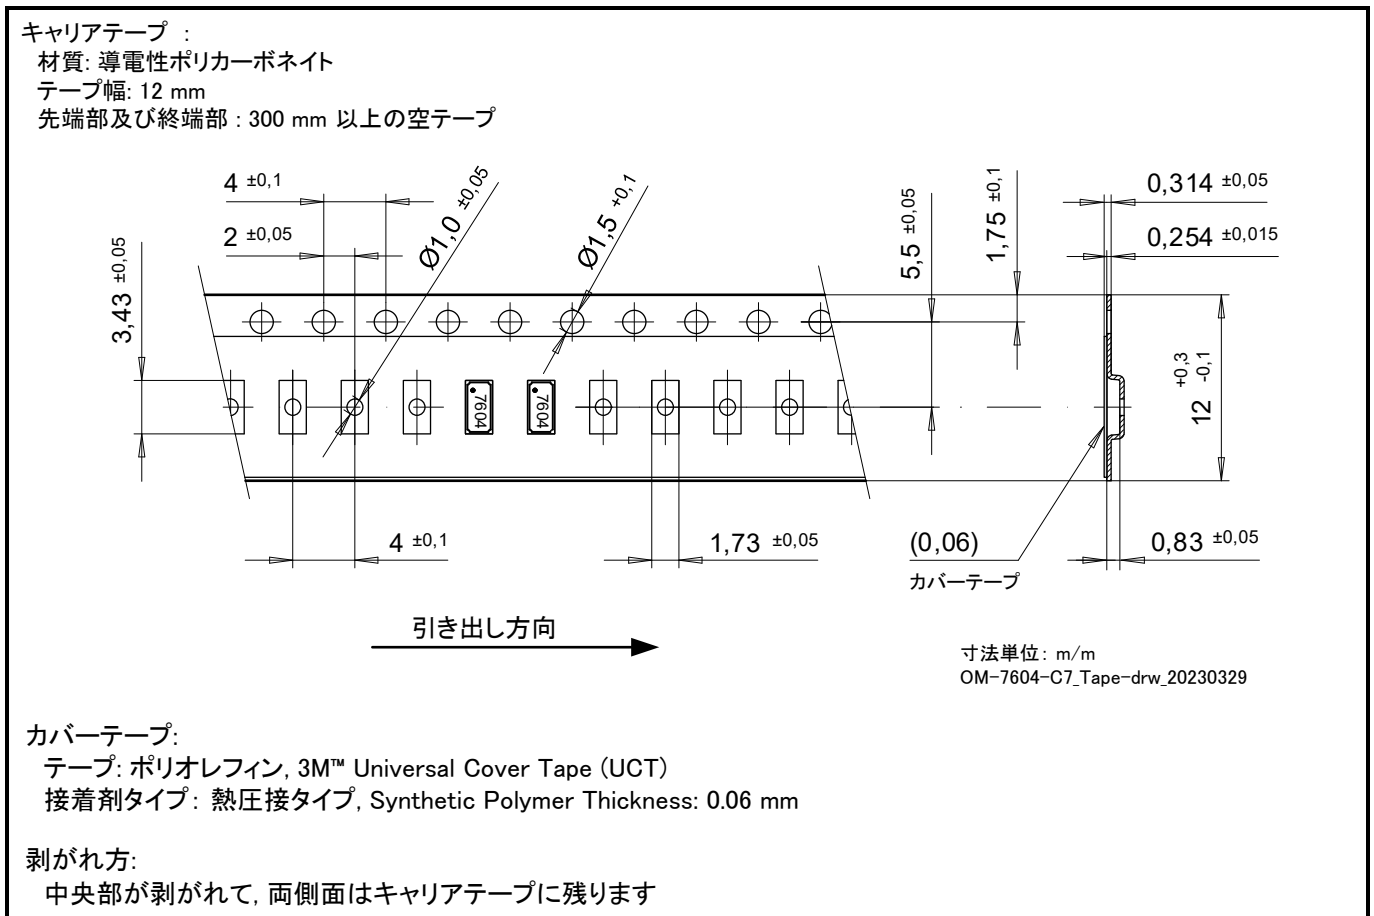 キャリアテープ :
材質: 導電性ポリカーボネイト
テープ幅: 12 mm
先端部及び終端部 : 300 mm 以上の空テープ
4 ±0,1
2 ±0,05
3,43 ±0,05
Ø1,0 ±0,05
Ø1,5 +0,1
5,5 ±0,05
1,75 ±0,1
0,314 ±0,05
0,254 ±0,015
12 +0,3 -0,1
7604
7604
4 ±0,1
1,73 ±0,05
(0,06)
カバーテープ
0,83 ±0,05
引き出し方向
寸法単位: m/m
OM-7604-C7_Tape-drw_20230329
カバーテープ:
テープ: ポリオレフィン, 3M™ Universal Cover Tape (UCT)
接着剤タイプ: 熱圧接タイプ, Synthetic Polymer Thickness: 0.06 mm
剥がれ方:
中央部が剥がれて, 両側面はキャリアテープに残ります